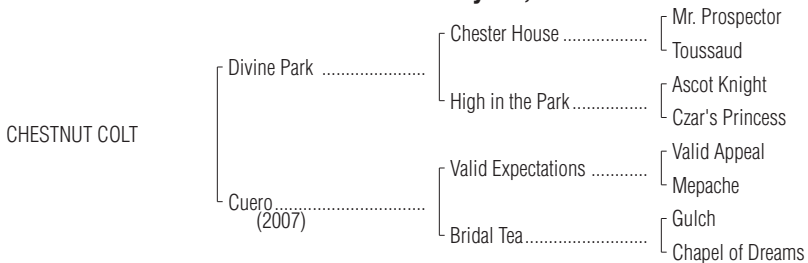 Mr. Prospector
Chester House ..................
Toussaud
Divine Park ......................
Ascot Knight
High in the Park................
Czar's Princess
CHESTNUT COLT
Valid Appeal
Valid Expectations ............
Mepache
Cuero................................
(2007)
Gulch
Bridal Tea..........................
Chapel of Dreams